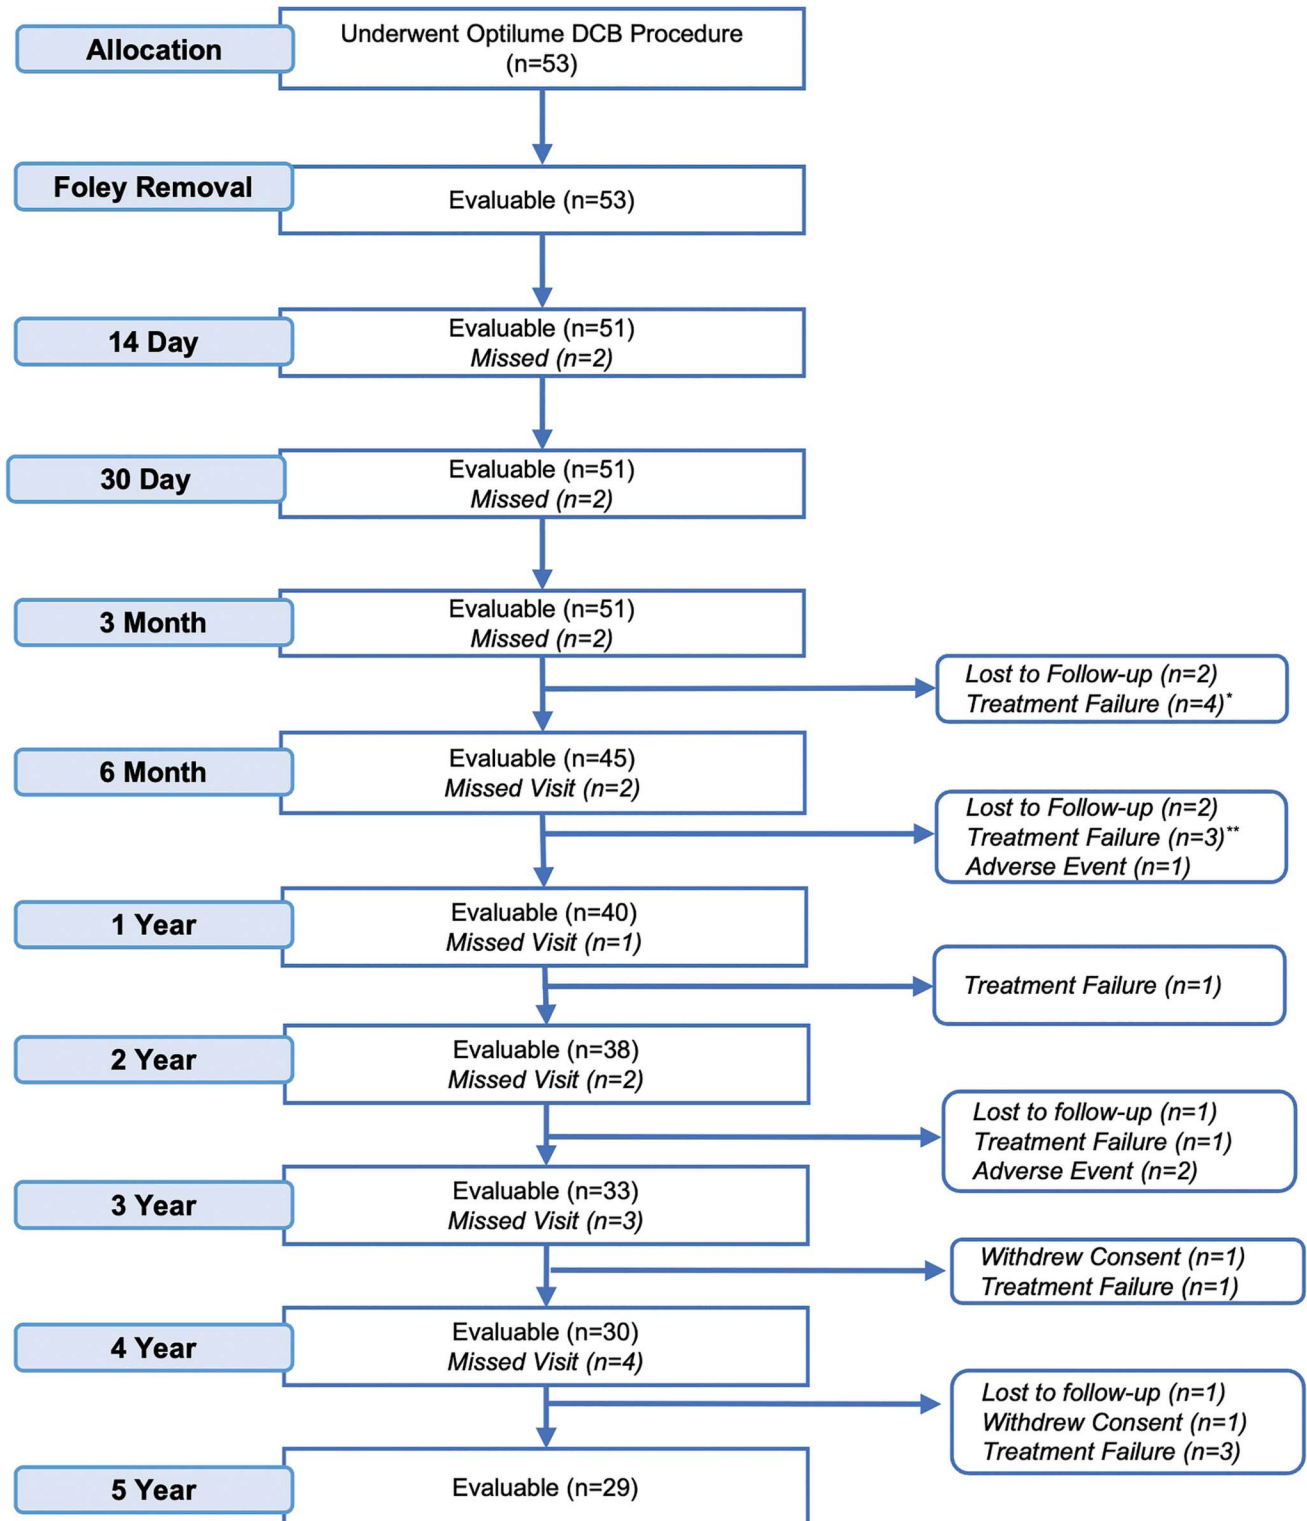 Allocation
Underwent Optilume DCB Procedure
(n=53)
Foley Removal
Evaluable (n=53)
14 Day
Evaluable (n=51)
Missed (n=2)
30 Day
Evaluable (n=51)
Missed (n=2)
3 Month
Evaluable (n=51)
Missed (n=2)
Lost to Follow-up (n=2)
Treatment Failure (n=4)*
6 Month
Evaluable (n=45)
Missed Visit (n=2)
Lost to Follow-up (n=2)
Treatment Failure (n=3)**
Adverse Event (n=1)
1 Year
Evaluable (n=40)
Missed Visit (n=1)
Treatment Failure (n=1)
2 Year
Evaluable (n=38)
Missed Visit (n=2)
Lost to follow-up (n=1)
Treatment Failure (n=1)
Adverse Event (n=2)
3 Year
Evaluable (n=33)
Missed Visit (n=3)
Withdrew Consent (n=1)
Treatment Failure (n=1)
4 Year
Evaluable (n=30)
Missed Visit (n=4)
Lost to follow-up (n=1)
Withdrew Consent (n=1)
Treatment Failure (n=3)
5 Year
Evaluable (n=29)